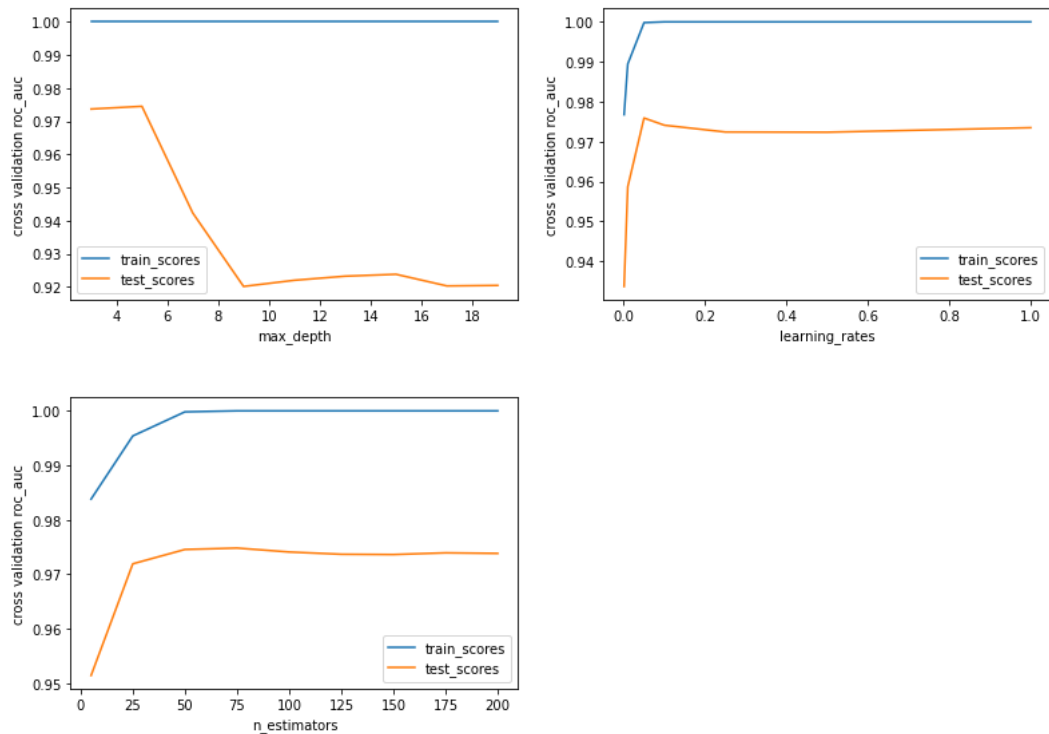 1.00
0.99
0.98
0.97
0.96
0.95
0.94
0.93
0.92
cross validation roc_auc
train_scores
test_scores
4 6 8 10 12 14 16 18
max_depth
1.00
0.99
0.98
0.97
0.96
0.95
0.94
cross validation roc_auc
train_scores
test_scores
0.0 0.2 0.4 0.6 0.8 1.0
learning_rates
1.00
0.99
0.98
0.97
0.96
0.95
cross validation roc_auc
train_scores
test_scores
0 25 50 75 100 125 150 175 200
n_estimators